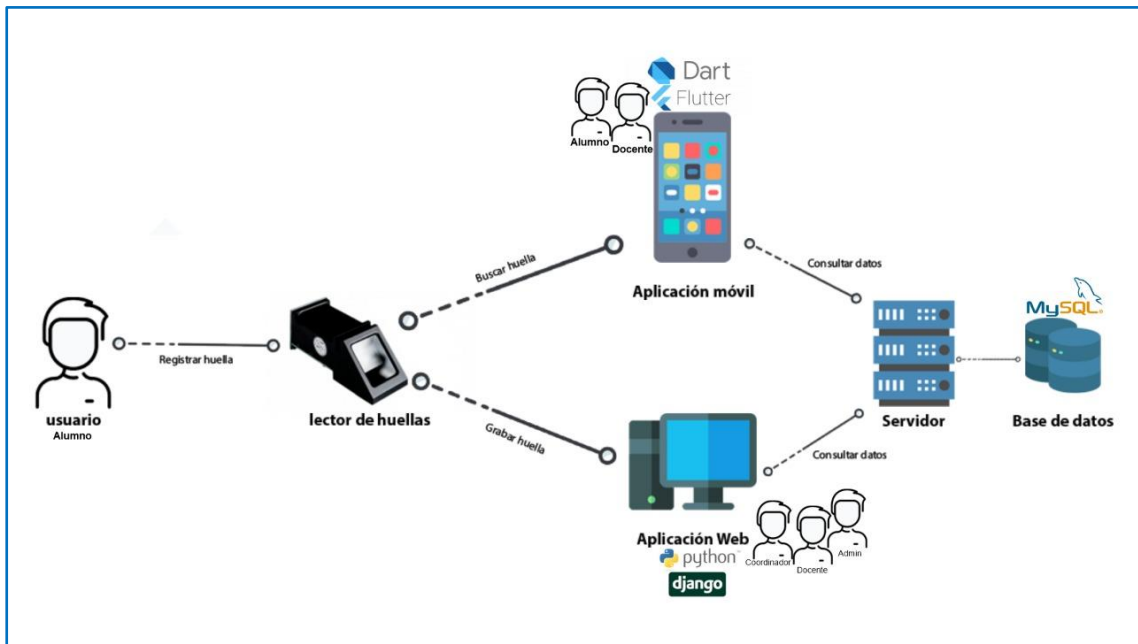 Dart
Flutter
Alumno
Docente
Buscar huella
Aplicación móvil
Consultar datos
Registrar huella
usuario
Alumno
lector de huellas
Grabar huella
Servidor
MySQL
Base de datos
Consultar datos
Aplicación Web
python™
django
Coordinador
Docente
Admin